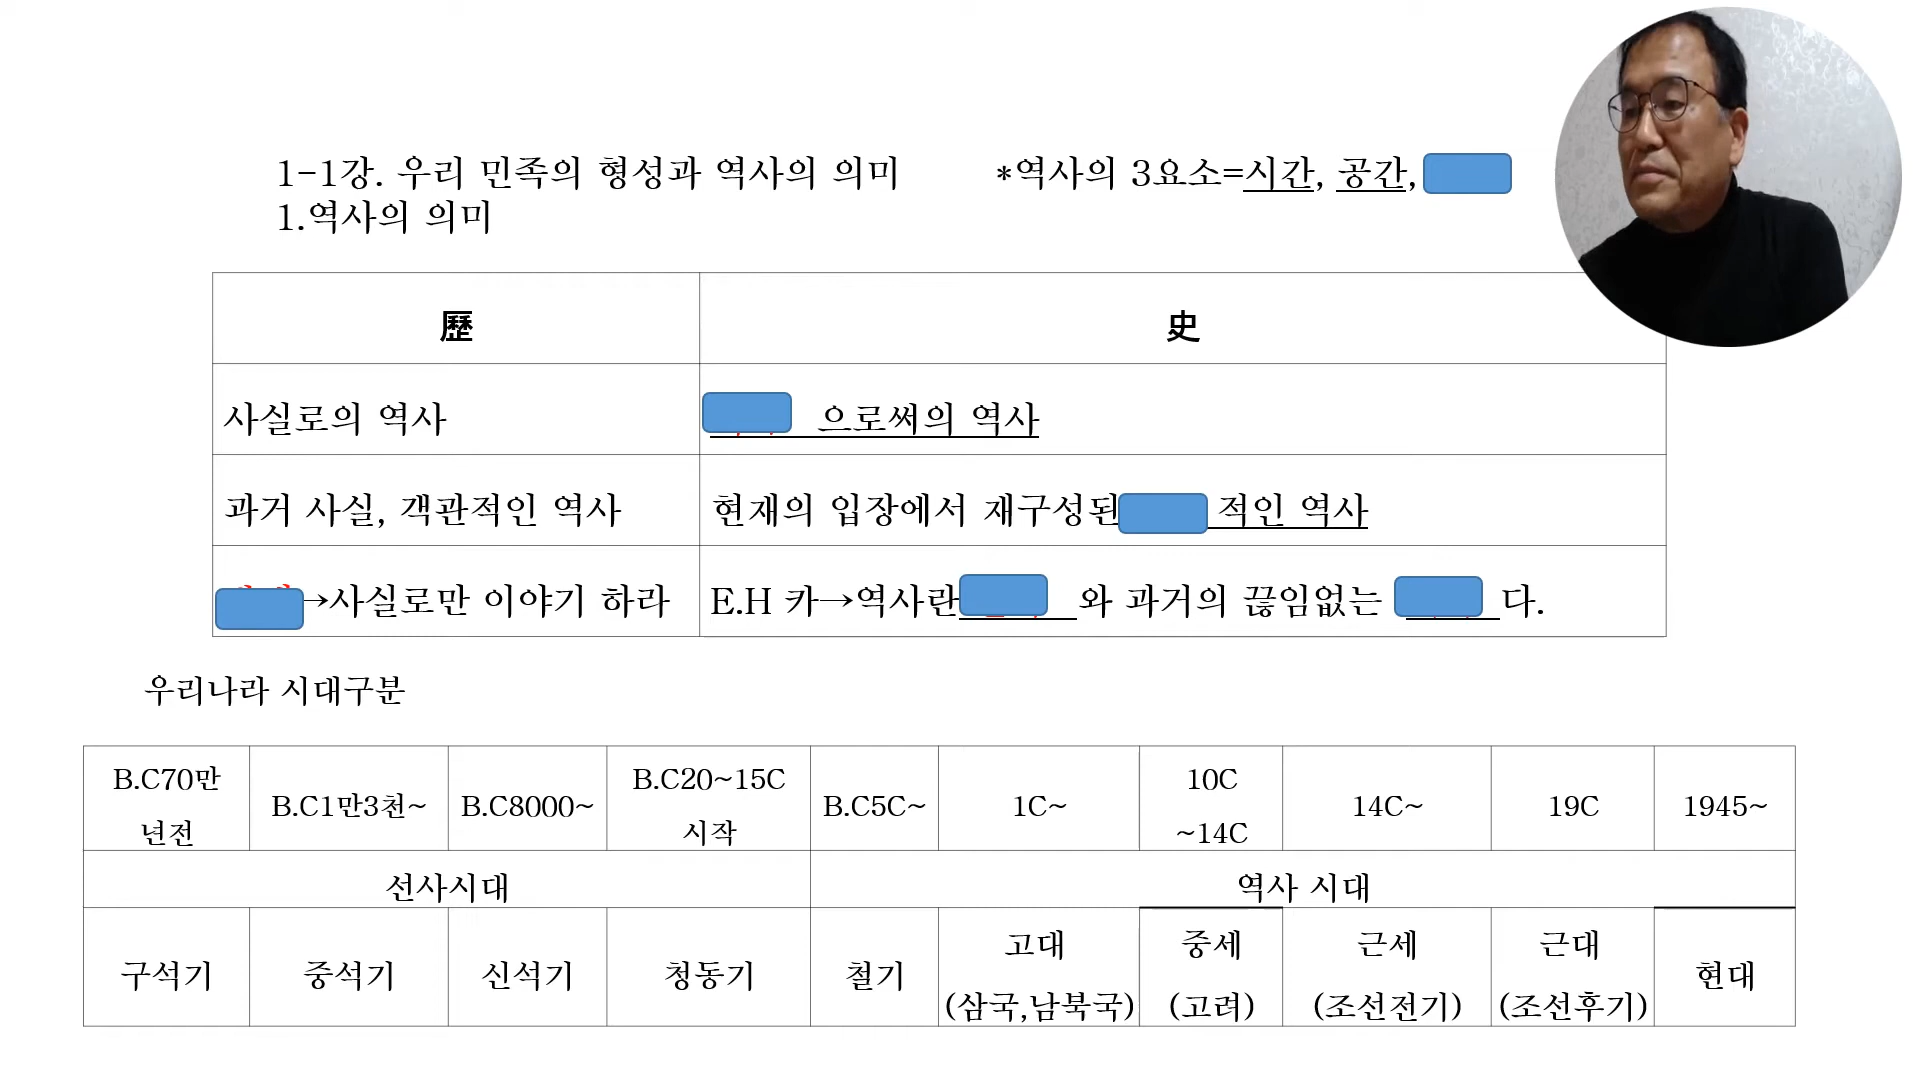 1-1강. 우리 민족의 형성과 역사의 의미 *역사의 3요소=시간, 공간,
1.역사의 의미
歷 史
사실로의 역사 으로써의 역사
과거 사실, 객관적인 역사 현재의 입장에서 재구성된 적인 역사
→사실로만 이야기 하라 E.H 카→역사란 와 과거의 끊임없는 다.
우리나라 시대구분
B.C70만
년전
B.C1만3천~
B.C8000~
B.C20~15C
시작
B.C5C~
1C~
10C
~14C
14C~
19C
1945~
선사시대 역사 시대
구석기
중석기
신석기
청동기
철기
고대
(삼국,남북국)
중세
(고려)
근세
(조선전기)
근대
(조선후기)
현대